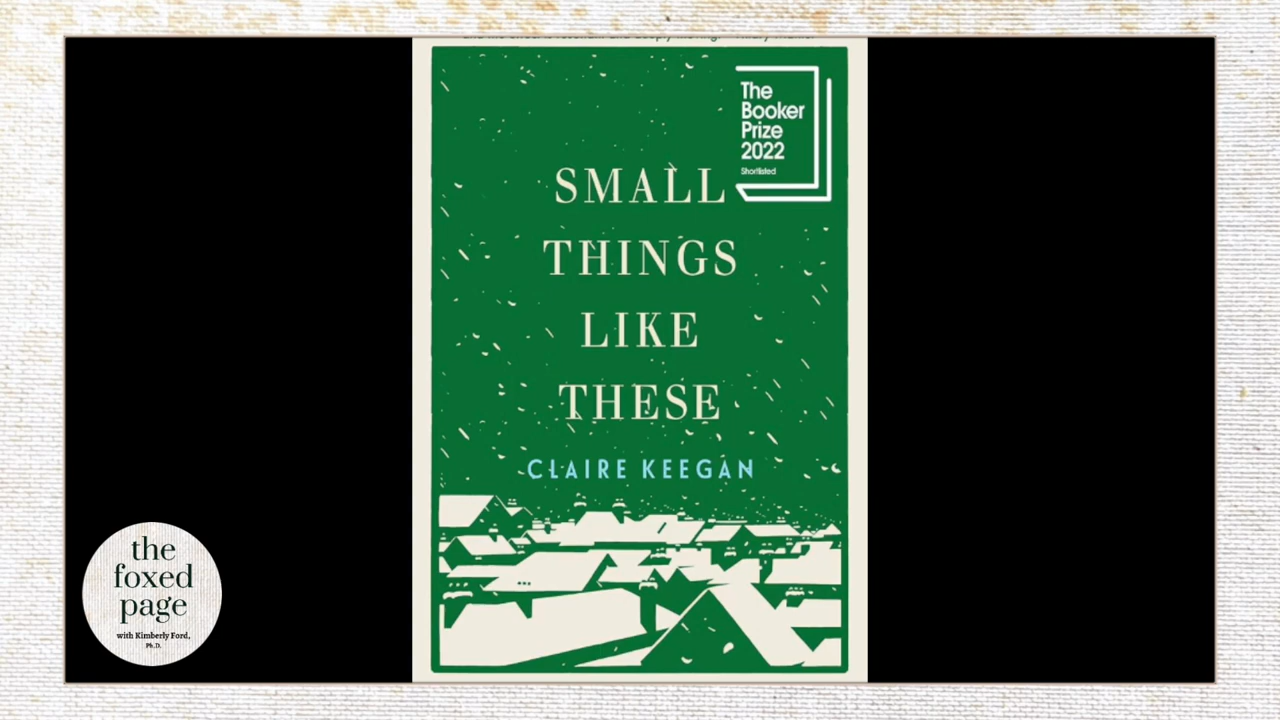 The
Booker
Prize
2022
Shortlisted
SMALL
THINGS
LIKE
THESE
CLAIRE KEEGAN
the
foxed
page
with Kimberly Ford,
Ph.D.